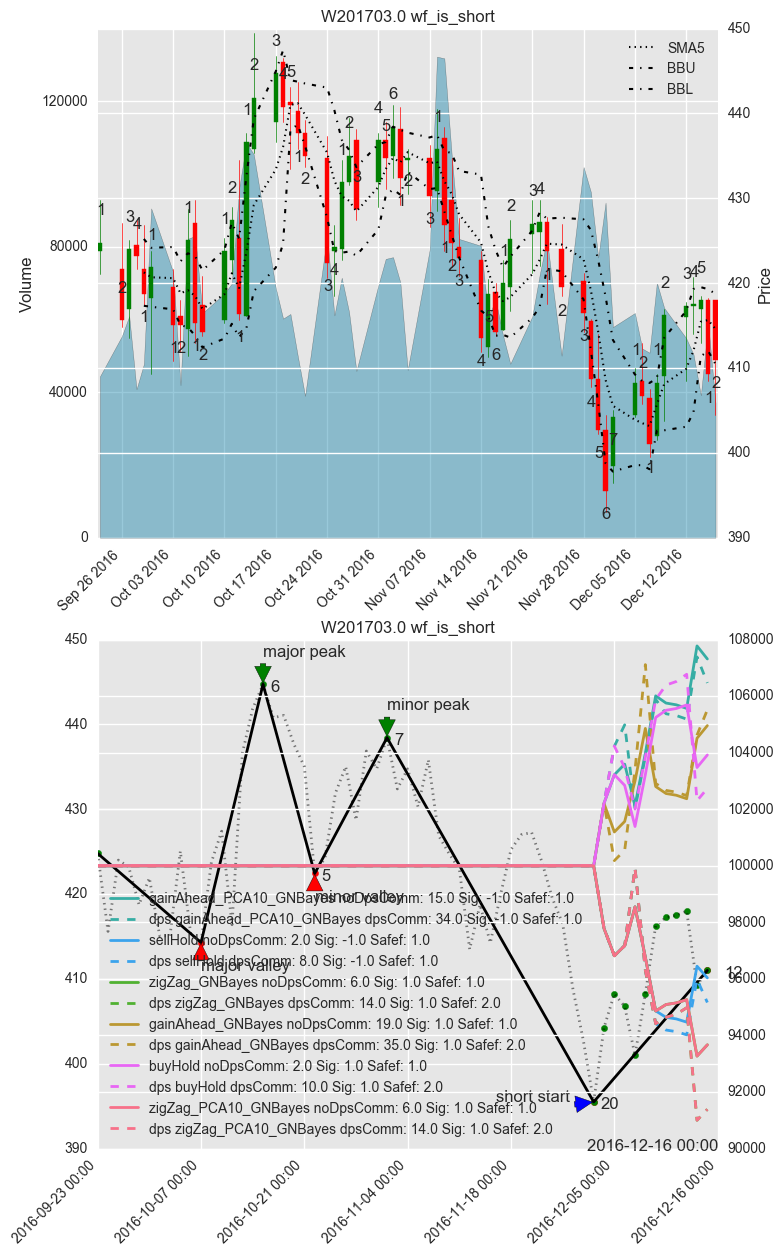 W201703.0 wf_is_short
SMA5
BBU
BBL
Volume
120000
80000
40000
0
Price
450
440
430
420
410
400
390
Sep 26 2016
Oct 03 2016
Oct 10 2016
Oct 17 2016
Oct 24 2016
Oct 31 2016
Nov 07 2016
Nov 14 2016
Nov 21 2016
Nov 28 2016
Dec 05 2016
Dec 12 2016
W201703.0 wf_is_short
450
440
430
420
410
400
390
108000
106000
104000
102000
100000
98000
96000
94000
92000
90000
major peak
6
minor peak
7
5
minor valley
major valley
12
short start
20
gainAhead_PCA10_GNBayes noDpsComm: 15.0 Sig: -1.0 Safef: 1.0
dps gainAhead_PCA10_GNBayes dpsComm: 34.0 Sig: -1.0 Safef: 1.0
sellHold noDpsComm: 2.0 Sig: -1.0 Safef: 1.0
dps sellHold dpsComm: 8.0 Sig: -1.0 Safef: 1.0
zigZag_GNBayes noDpsComm: 6.0 Sig: 1.0 Safef: 1.0
dps zigZag_GNBayes dpsComm: 14.0 Sig: 1.0 Safef: 2.0
gainAhead_GNBayes noDpsComm: 19.0 Sig: 1.0 Safef: 1.0
dps gainAhead_GNBayes dpsComm: 35.0 Sig: 1.0 Safef: 2.0
buyHold noDpsComm: 2.0 Sig: 1.0 Safef: 1.0
dps buyHold dpsComm: 10.0 Sig: 1.0 Safef: 2.0
zigZag_PCA10_GNBayes noDpsComm: 6.0 Sig: 1.0 Safef: 1.0
dps zigZag_PCA10_GNBayes dpsComm: 14.0 Sig: 1.0 Safef: 2.0
2016-12-16 00:00
2016-09-23 00:00
2016-10-07 00:00
2016-10-21 00:00
2016-11-04 00:00
2016-11-18 00:00
2016-12-05 00:00
2016-12-16 00:00